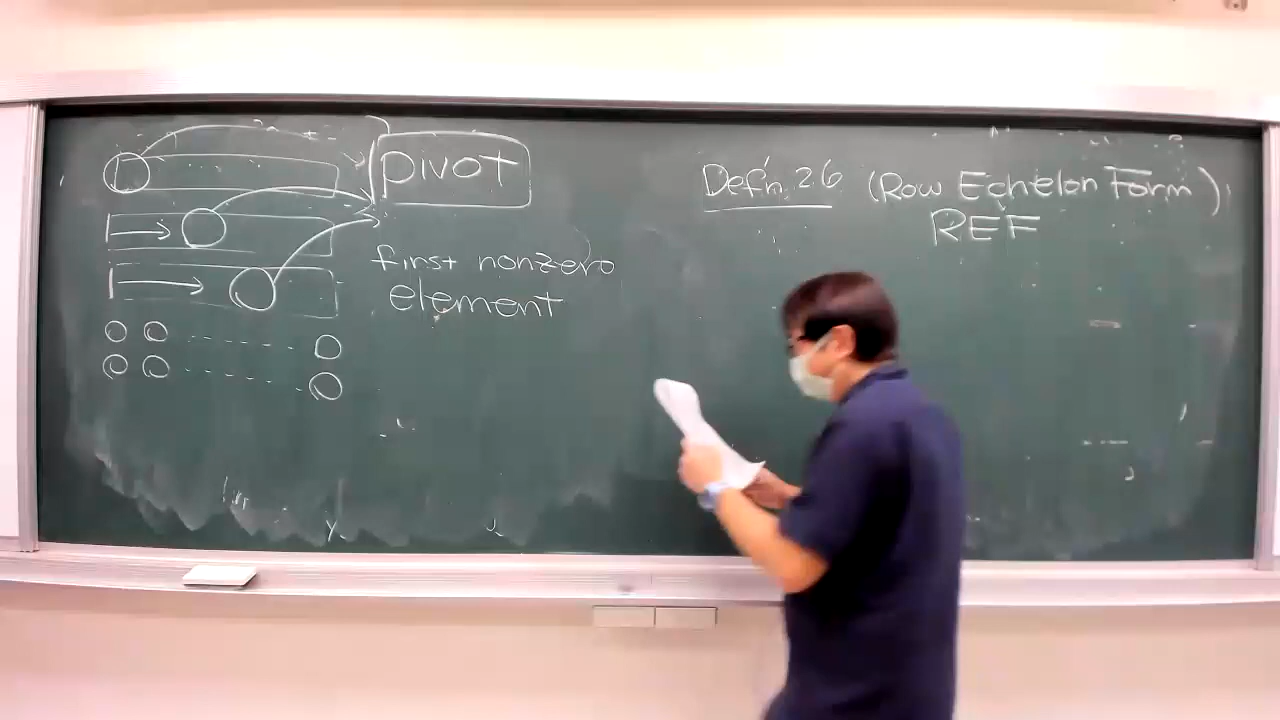 pivot
first nonzero
element
Def'n 26 (Row Echelon Form)
REF